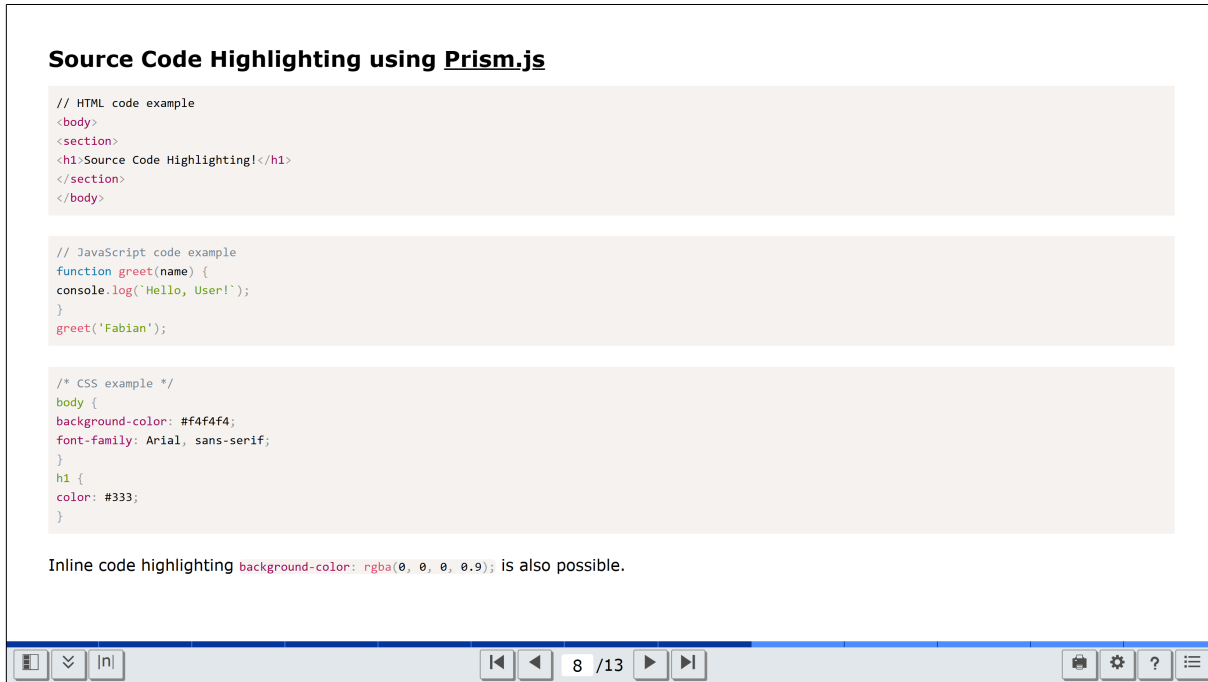 Source Code Highlighting using Prism.js
// HTML code example
<body>
<section>
<h1>Source Code Highlighting!</h1>
</section>
</body>
// JavaScript code example
function greet(name) {
console.log(`Hello, User!`);
}
greet('Fabian');
/* CSS example */
body {
background-color: #f4f4f4;
font-family: Arial, sans-serif;
}
h1 {
color: #333;
}
Inline code highlighting background-color: rgba(0, 0, 0, 0.9); is also possible.
|n| 8 /13 ?